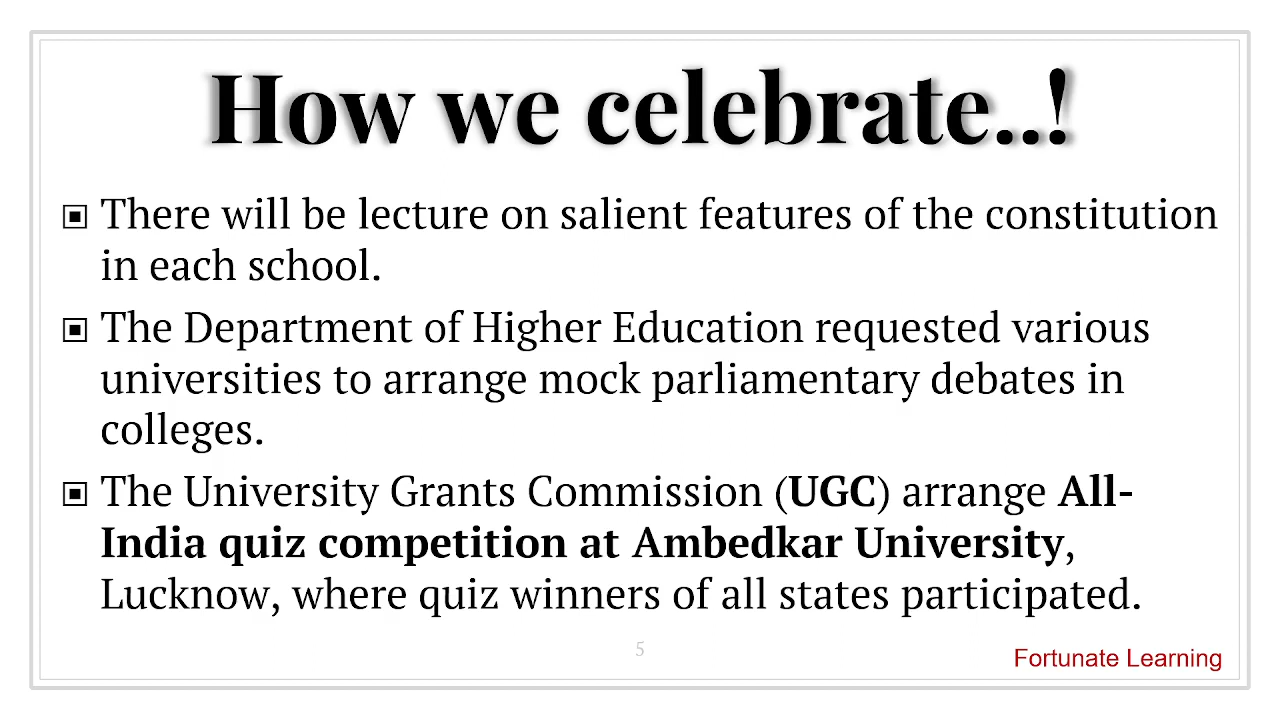 How we celebrate..!
There will be lecture on salient features of the constitution
in each school.
The Department of Higher Education requested various
universities to arrange mock parliamentary debates in
colleges.
The University Grants Commission (UGC) arrange All-
India quiz competition at Ambedkar University,
Lucknow, where quiz winners of all states participated.
5
Fortunate Learning